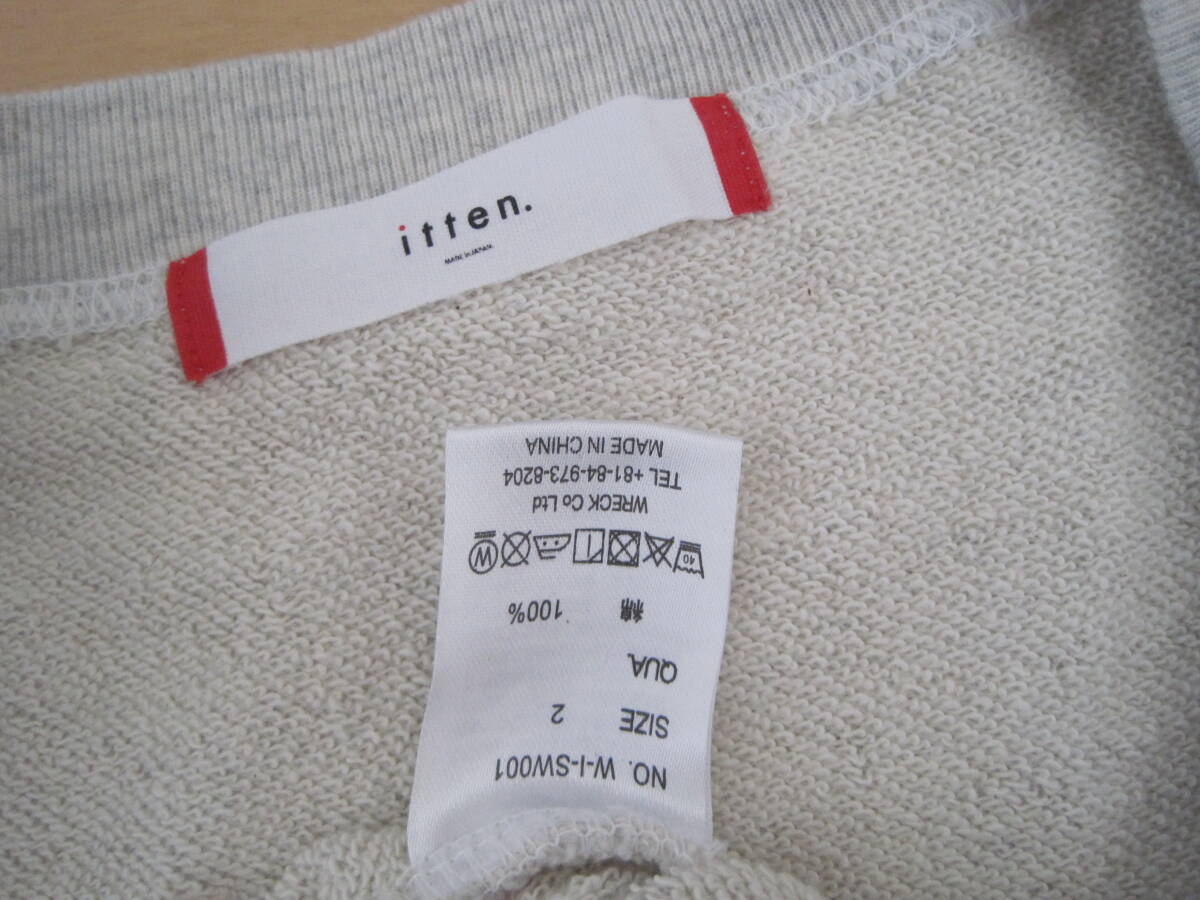 itten.
MADE in JAPAN.
NO. W-I-SW001
SIZE 2
QUA.
綿 100%
40
W
WRECK Co Ltd
TEL +81-84-973-8204
MADE IN CHINA